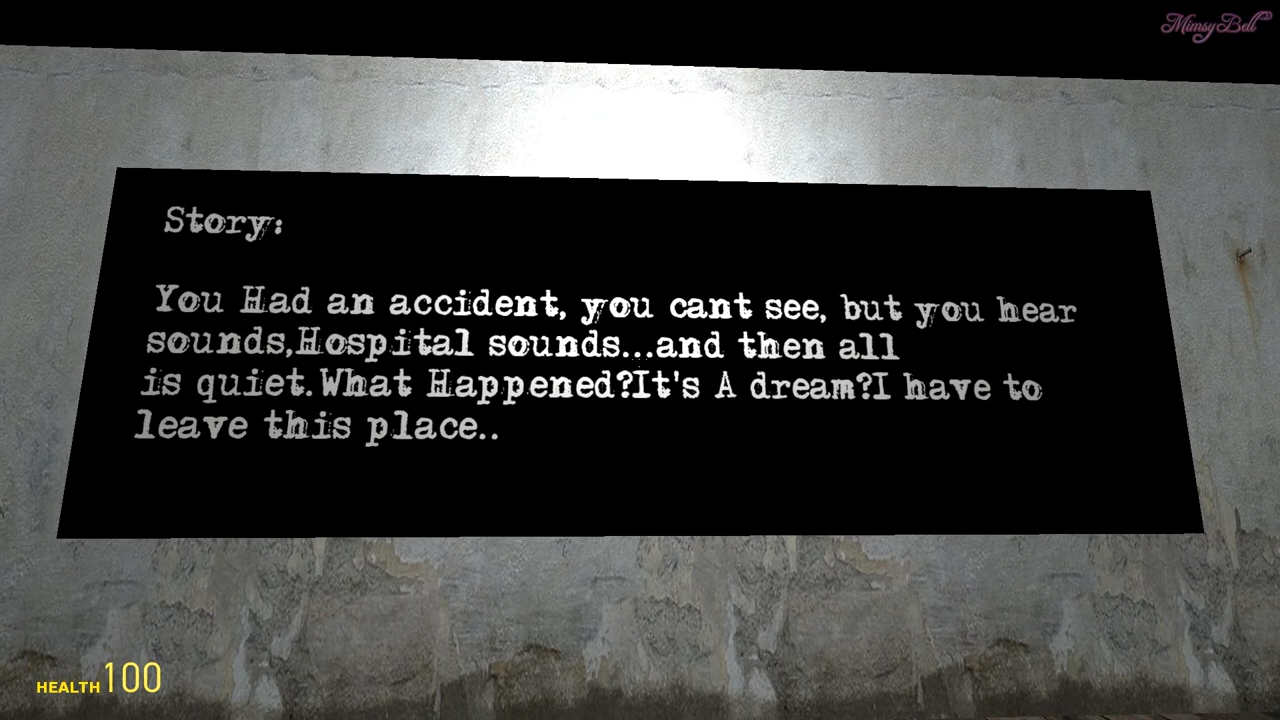 MimsyBell
Story:
You Had an accident, you cant see, but you hear
sounds,Hospital sounds...and then all
is quiet.What Happened?It's A dream?I have to
leave this place..
HEALTH 100